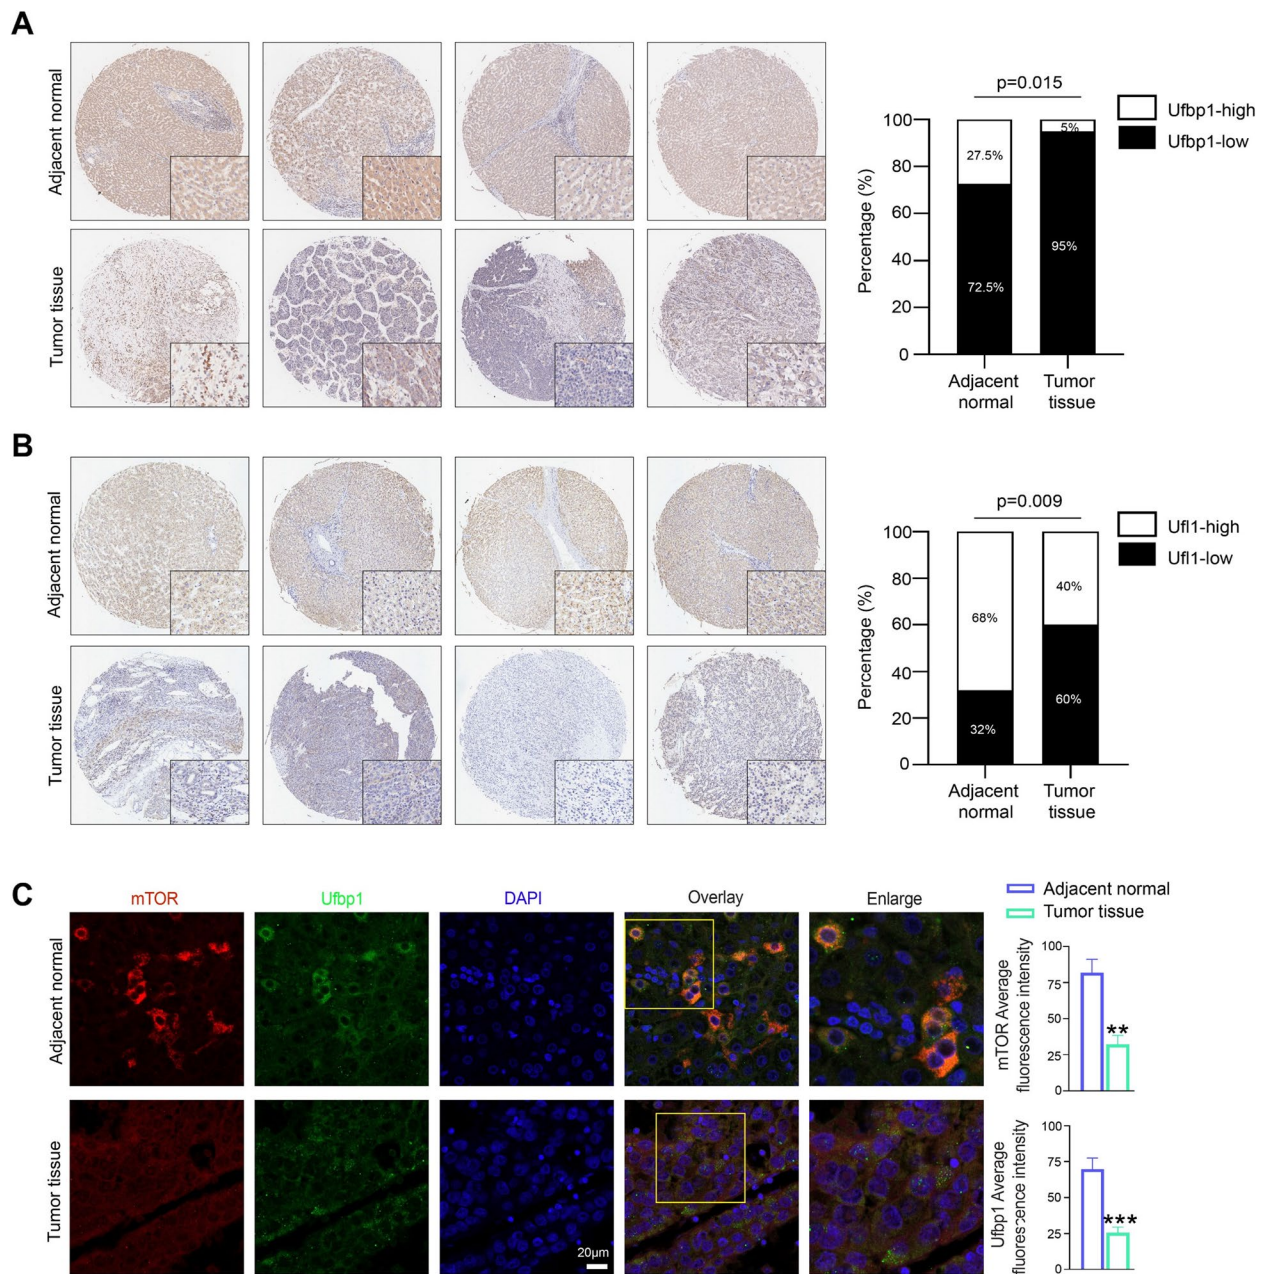 A
Adjacent normal
Tumor tissue
p=0.015
Ufbp1-high
Ufbp1-low
Percentage (%)
100
80
60
40
20
0
27.5%
72.5%
5%
95%
Adjacent
normal
Tumor
tissue
B
Adjacent normal
Tumor tissue
p=0.009
Ufl1-high
Ufl1-low
Percentage (%)
100
80
60
40
20
0
68%
32%
40%
60%
Adjacent
normal
Tumor
tissue
C
mTOR
Ufbp1
DAPI
Overlay
Enlarge
Adjacent normal
Tumor tissue
20μm
Adjacent normal
Tumor tissue
mTOR Average
fluorescence intensity
100
75
50
25
0
**
Ufbp1 Average
fluorescence intensity
100
75
50
25
0
***